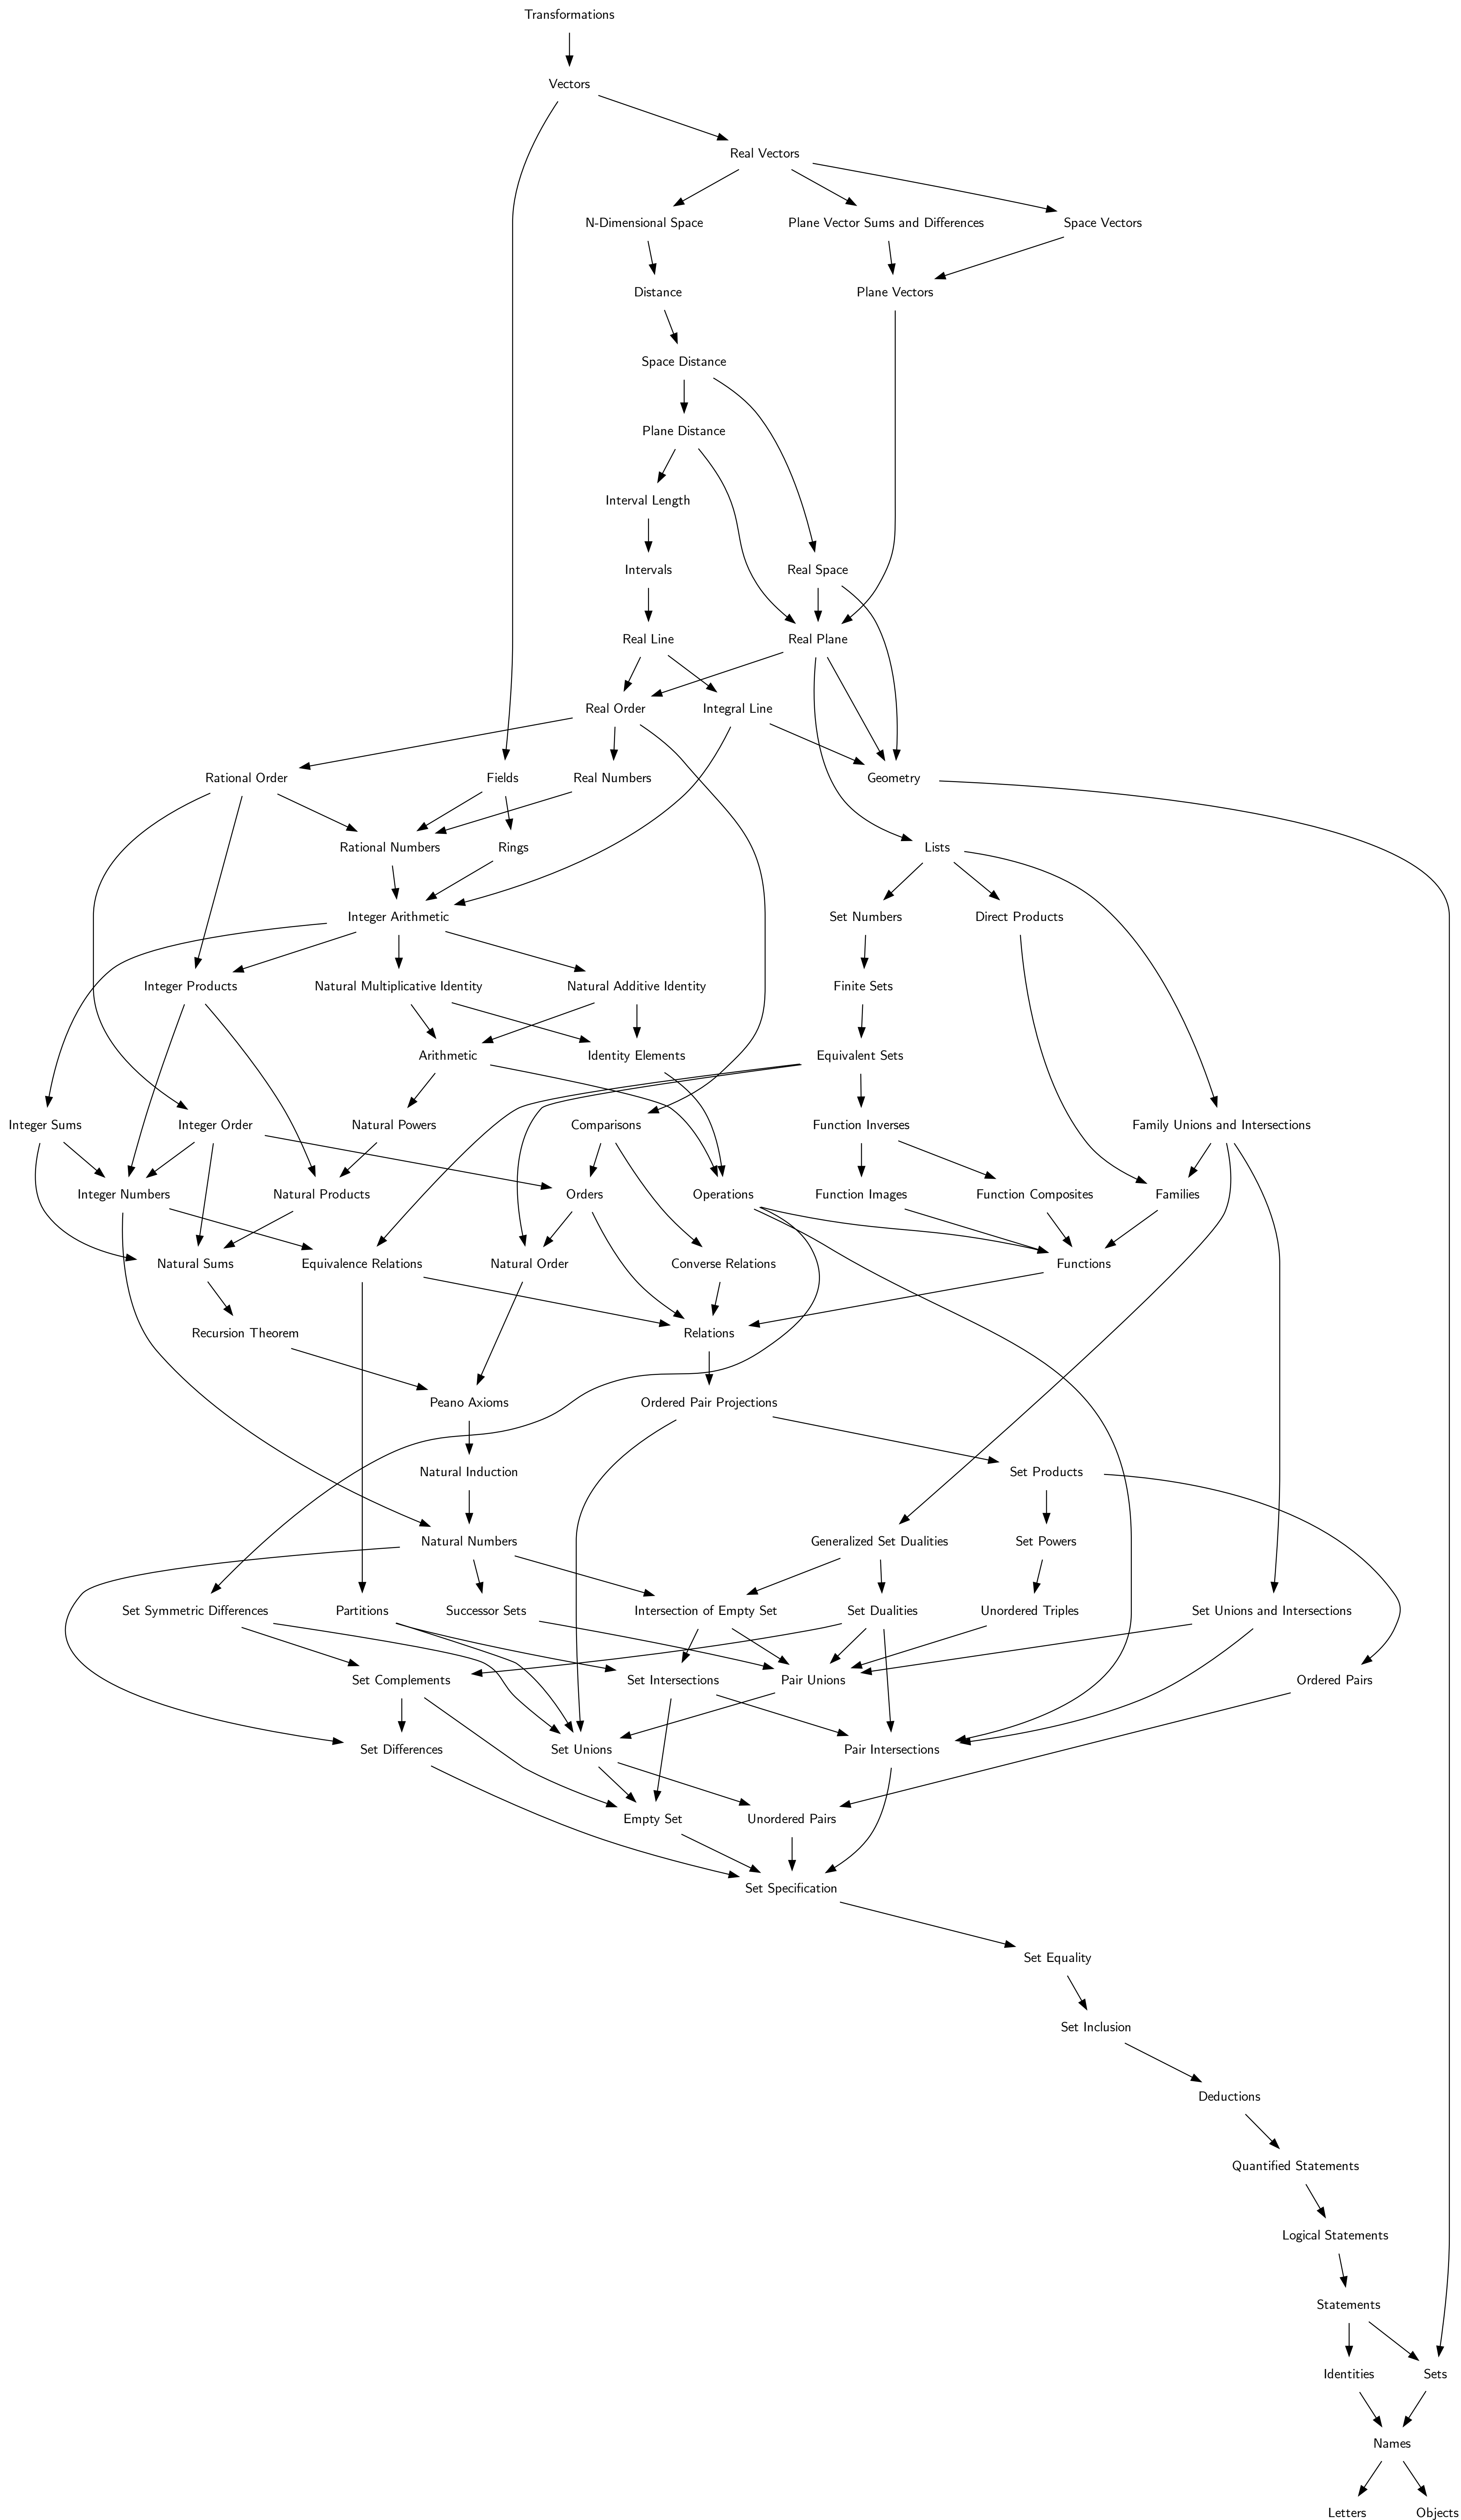 Transformations
Vectors
Real Vectors
N-Dimensional Space
Plane Vector Sums and Differences
Space Vectors
Distance
Plane Vectors
Space Distance
Plane Distance
Interval Length
Intervals
Real Space
Real Line
Real Plane
Real Order
Integral Line
Rational Order
Fields
Real Numbers
Geometry
Rational Numbers
Rings
Lists
Integer Arithmetic
Set Numbers
Direct Products
Integer Products
Natural Multiplicative Identity
Natural Additive Identity
Finite Sets
Arithmetic
Identity Elements
Equivalent Sets
Integer Sums
Integer Order
Natural Powers
Comparisons
Function Inverses
Family Unions and Intersections
Integer Numbers
Natural Products
Orders
Operations
Function Images
Function Composites
Families
Natural Sums
Equivalence Relations
Natural Order
Converse Relations
Functions
Recursion Theorem
Relations
Peano Axioms
Ordered Pair Projections
Natural Induction
Set Products
Natural Numbers
Generalized Set Dualities
Set Powers
Set Symmetric Differences
Partitions
Successor Sets
Intersection of Empty Set
Set Dualities
Unordered Triples
Set Unions and Intersections
Set Complements
Set Intersections
Pair Unions
Ordered Pairs
Set Differences
Set Unions
Pair Intersections
Empty Set
Unordered Pairs
Set Specification
Set Equality
Set Inclusion
Deductions
Quantified Statements
Logical Statements
Statements
Identities
Sets
Names
Letters
Objects